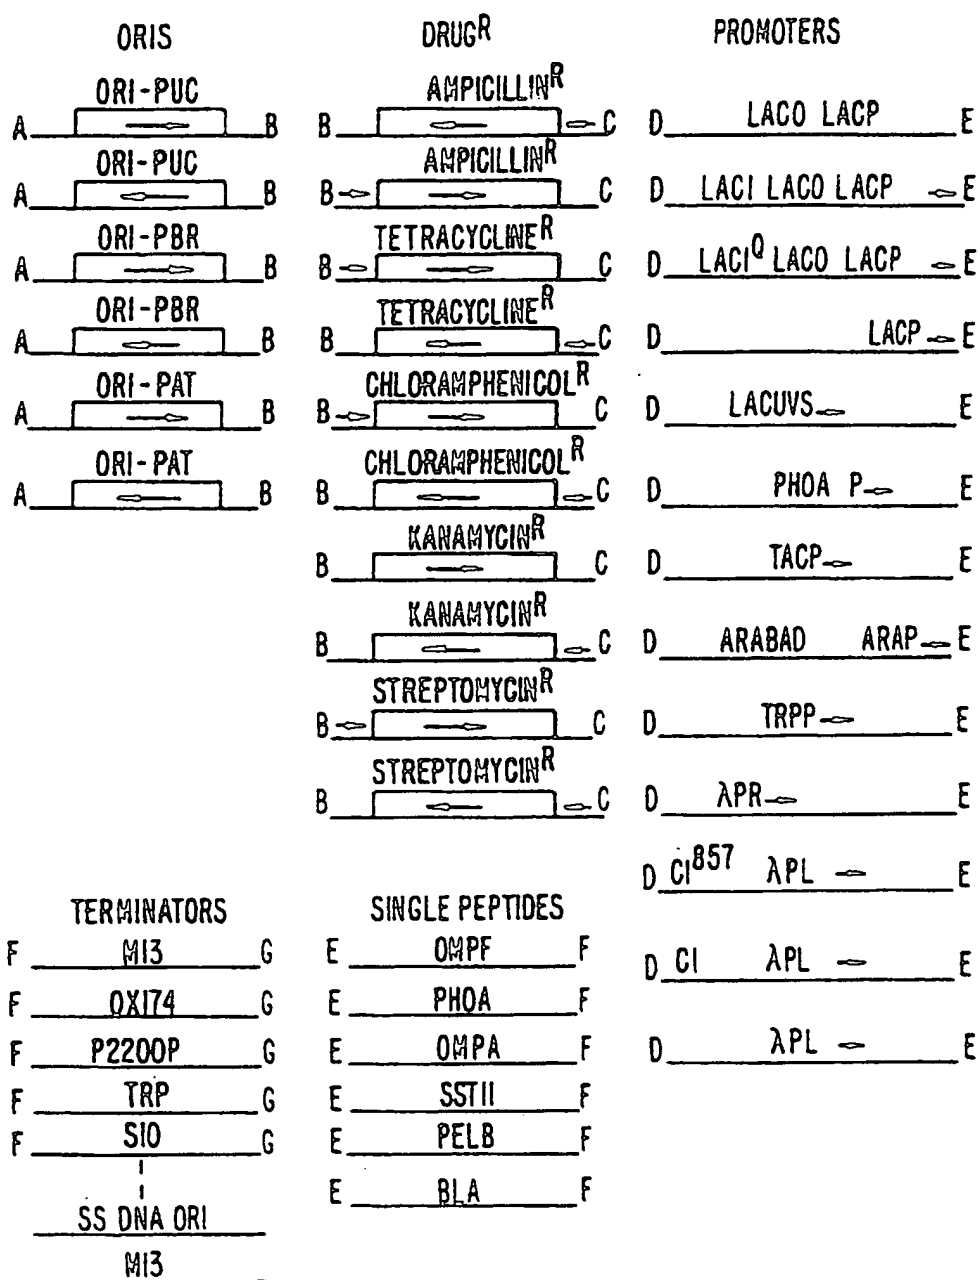 ORIS
ORI-PUC
A B
ORI-PUC
A B
ORI-PBR
A B
ORI-PBR
A B
ORI-PAT
A B
ORI-PAT
A B
DRUGR
AMPICILLINR
B C
AMPICILLINR
B C
TETRACYCLINER
B C
TETRACYCLINER
B C
CHLORAMPHENICOLR
B C
CHLORAMPHENICOLR
B C
KANAMYCINR
B C
KANAMYCINR
B C
STREPTOMYCINR
B C
STREPTOMYCINR
B C
PROMOTERS
D LACO LACP E
D LACI LACO LACP E
D LACIQ LACO LACP E
D LACP E
D LACUVS E
D PHOA P E
D TACP E
D ARABAD ARAP E
D TRPP E
D λPR E
D CI857 λPL E
D CI λPL E
D λPL E
TERMINATORS
F M13 G
F OX174 G
F P2200P G
F TRP G
F S10 G
SS DNA ORI
M13
SINGLE PEPTIDES
E OMPF F
E PHOA F
E OMPA F
E SSTII F
E PELB F
E BLA F